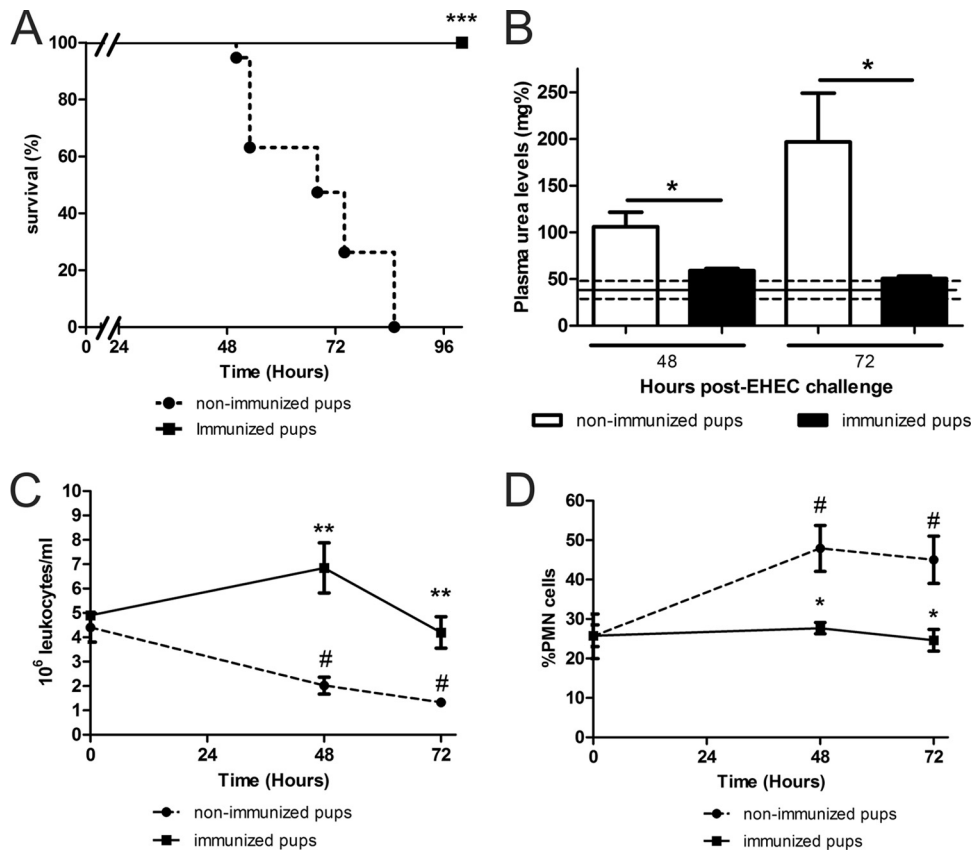 A
***
100
80
60
40
20
0
survival (%)
0 24 48 72 96
Time (Hours)
non-immunized pups
Immunized pups
B
*
*
250
200
150
100
50
0
Plasma urea levels (mg%)
48 72
Hours post-EHEC challenge
non-immunized pups immunized pups
C
10
9
8
7
6
5
4
3
2
1
0
10⁶ leukocytes/ml
**
**
#
#
0 24 48 72
Time (Hours)
non-immunized pups
immunized pups
D
60
50
40
30
20
10
0
%PMN cells
#
#
*
*
0 24 48 72
Time (Hours)
non-immunized pups
immunized pups